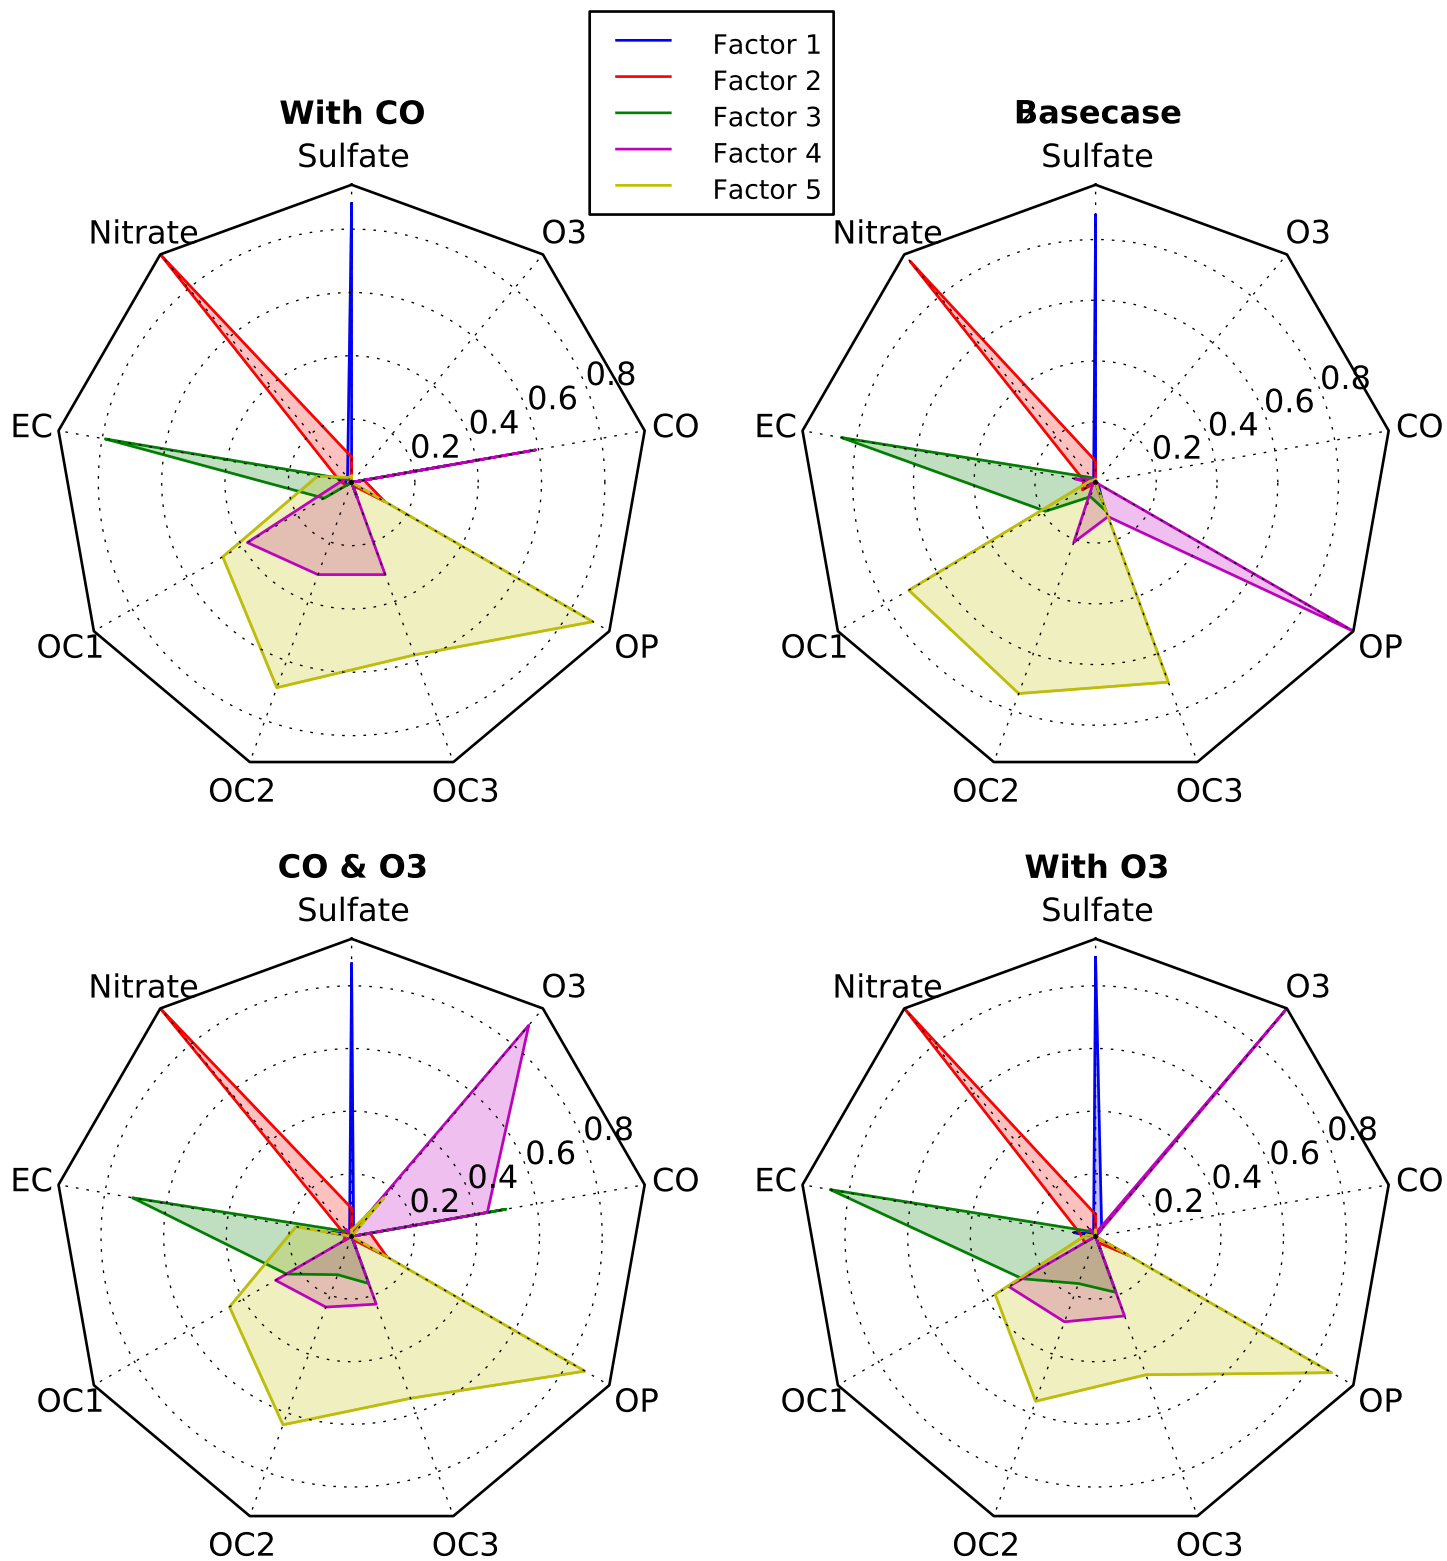 Factor 1
Factor 2
Factor 3
Factor 4
Factor 5
With CO
Sulfate
Nitrate
O3
EC
CO
0.2
0.4
0.6
0.8
OC1
OP
OC2
OC3
Basecase
Sulfate
Nitrate
O3
EC
CO
0.2
0.4
0.6
0.8
OC1
OP
OC2
OC3
CO & O3
Sulfate
Nitrate
O3
EC
CO
0.2
0.4
0.6
0.8
OC1
OP
OC2
OC3
With O3
Sulfate
Nitrate
O3
EC
CO
0.2
0.4
0.6
0.8
OC1
OP
OC2
OC3